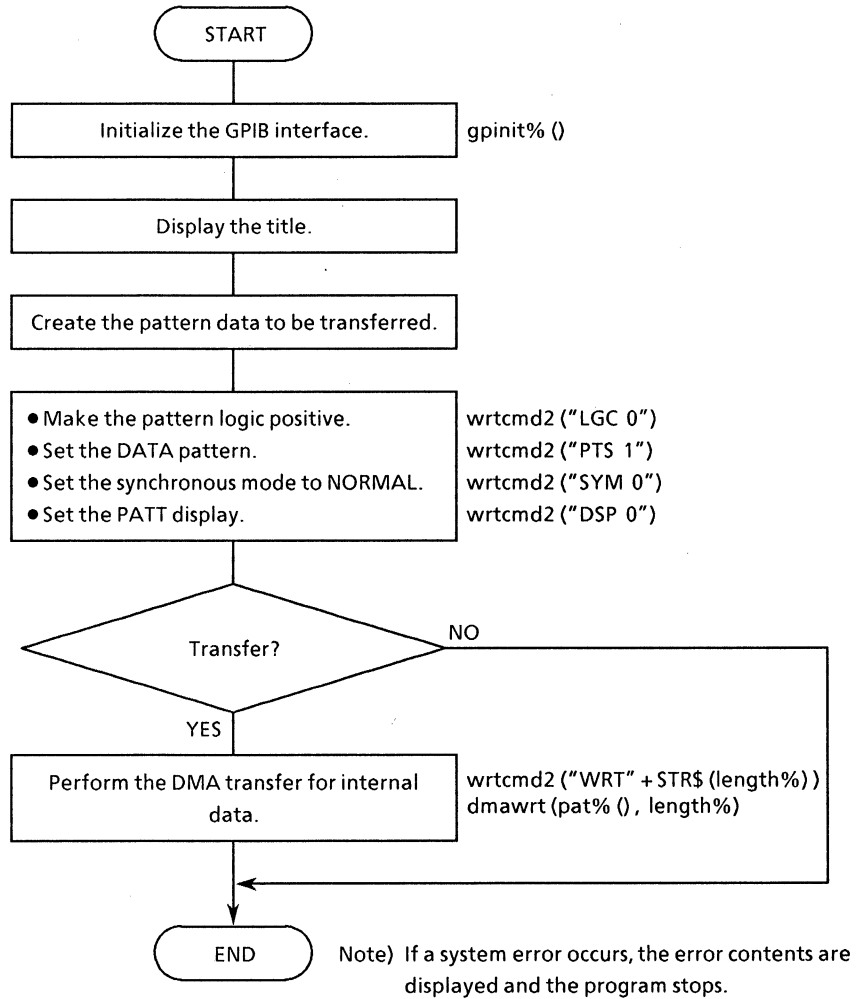 START
Initialize the GPIB interface.
gpinit% ()
Display the title.
Create the pattern data to be transferred.
● Make the pattern logic positive.
wrtcmd2 ("LGC 0")
● Set the DATA pattern.
wrtcmd2 ("PTS 1")
● Set the synchronous mode to NORMAL.
wrtcmd2 ("SYM 0")
● Set the PATT display.
wrtcmd2 ("DSP 0")
Transfer?
NO
YES
Perform the DMA transfer for internal
data.
wrtcmd2 ("WRT" + STR$ (length%))
dmawrt (pat% (), length%)
END
Note) If a system error occurs, the error contents are
displayed and the program stops.